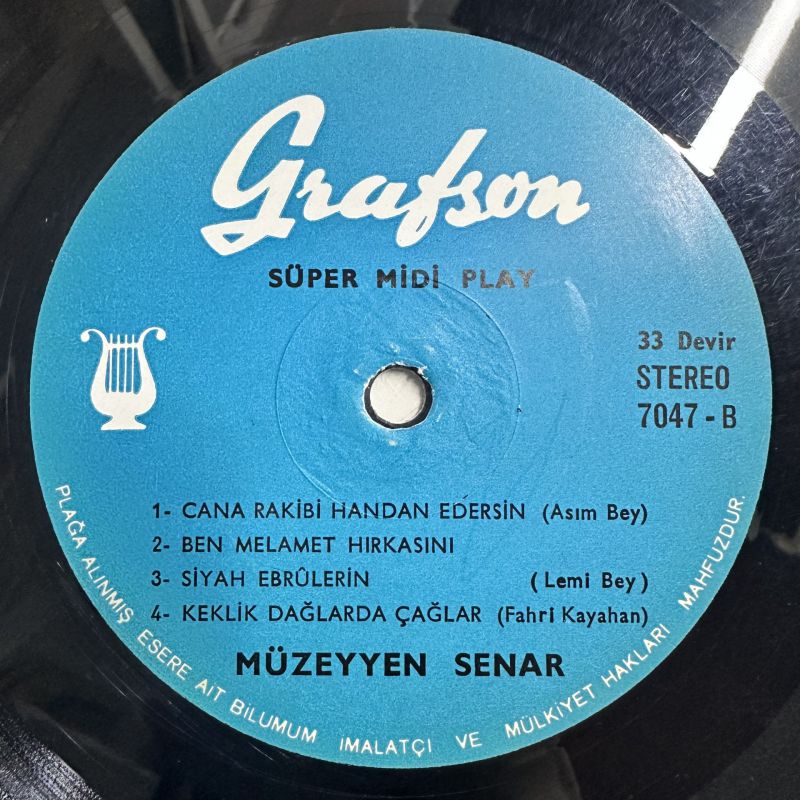 Grafson
SÜPER MİDİ PLAY
33 Devir
STEREO
7047 - B
1- CANA RAKİBİ HANDAN EDERSİN (Asım Bey)
2- BEN MELAMET HIRKASINI
3- SİYAH EBRÛLERİN (Lemi Bey)
4- KEKLİK DAĞLARDA ÇAĞLAR (Fahri Kayahan)
MÜZEYYEN SENAR
PLAĞA ALINMIŞ ESERE AİT BİLUMUM İMALATÇI VE MÜLKİYET HAKLARI MAHFUZDUR.